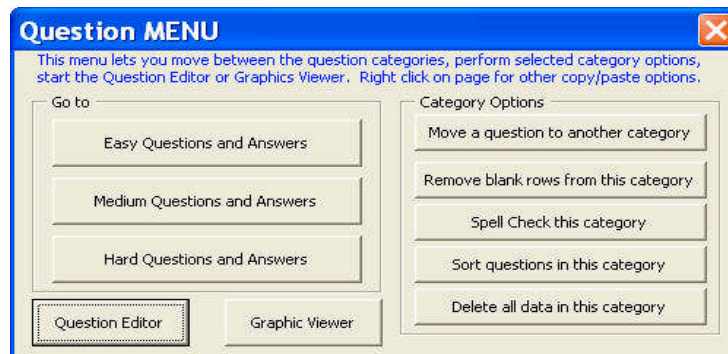 Question MENU
This menu lets you move between the question categories, perform selected category options,
start the Question Editor or Graphics Viewer. Right click on page for other copy/paste options.
Go to
Easy Questions and Answers
Medium Questions and Answers
Hard Questions and Answers
Question Editor
Graphic Viewer
Category Options
Move a question to another category
Remove blank rows from this category
Spell Check this category
Sort questions in this category
Delete all data in this category